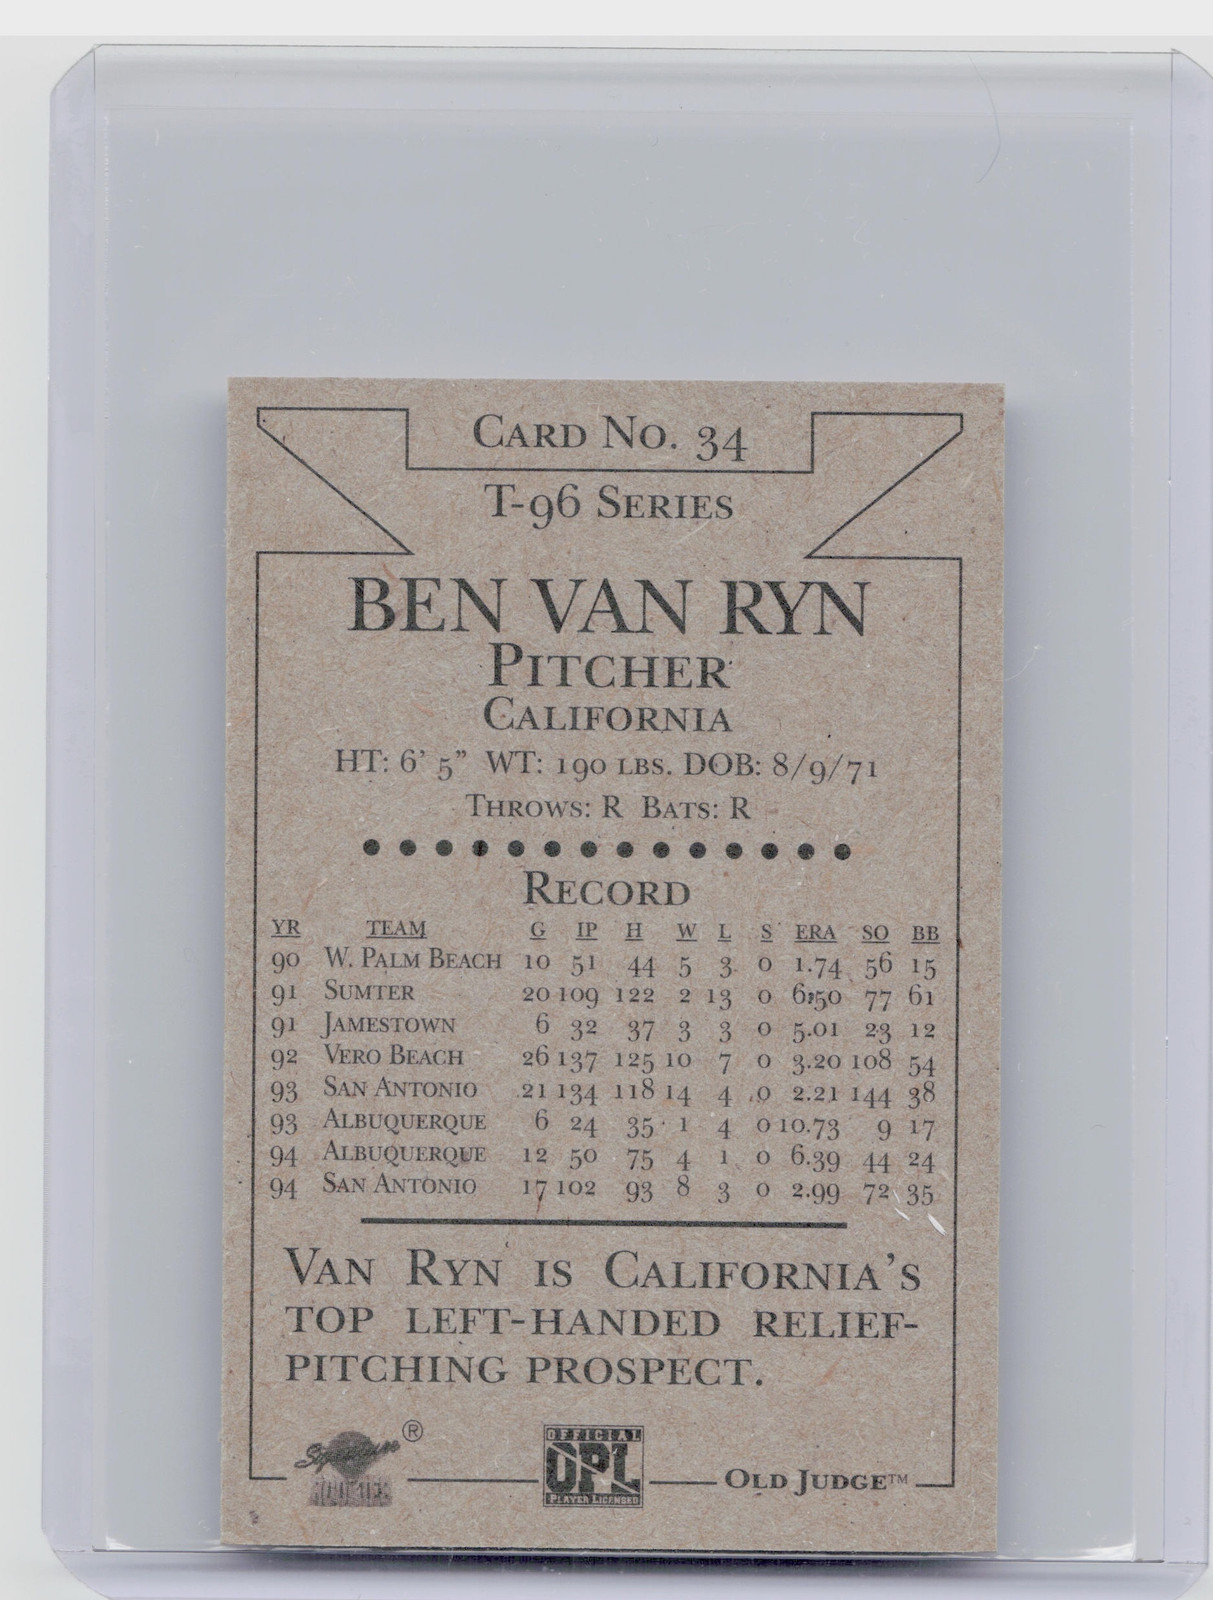 CARD NO. 34
T-96 SERIES
BEN VAN RYN
PITCHER
CALIFORNIA
HT: 6' 5" WT: 190 LBS. DOB: 8/9/71
THROWS: R BATS: R
RECORD
YR TEAM G IP H W L S ERA SO BB
90 W. PALM BEACH 10 51 44 5 3 0 1.74 56 15
91 SUMTER 20 109 122 2 13 0 6.50 77 61
91 JAMESTOWN 6 32 37 3 3 0 5.01 23 12
92 VERO BEACH 26 137 125 10 7 0 3.20 108 54
93 SAN ANTONIO 21 134 118 14 4 0 2.21 144 38
93 ALBUQUERQUE 6 24 35 1 4 0 10.73 9 17
94 ALBUQUERQUE 12 50 75 4 1 0 6.39 44 24
94 SAN ANTONIO 17 102 93 8 3 0 2.99 72 35
VAN RYN IS CALIFORNIA'S
TOP LEFT-HANDED RELIEF-
PITCHING PROSPECT.
Signature ®
OFFICIAL
OPL
PLAYER LICENSED
OLD JUDGE™